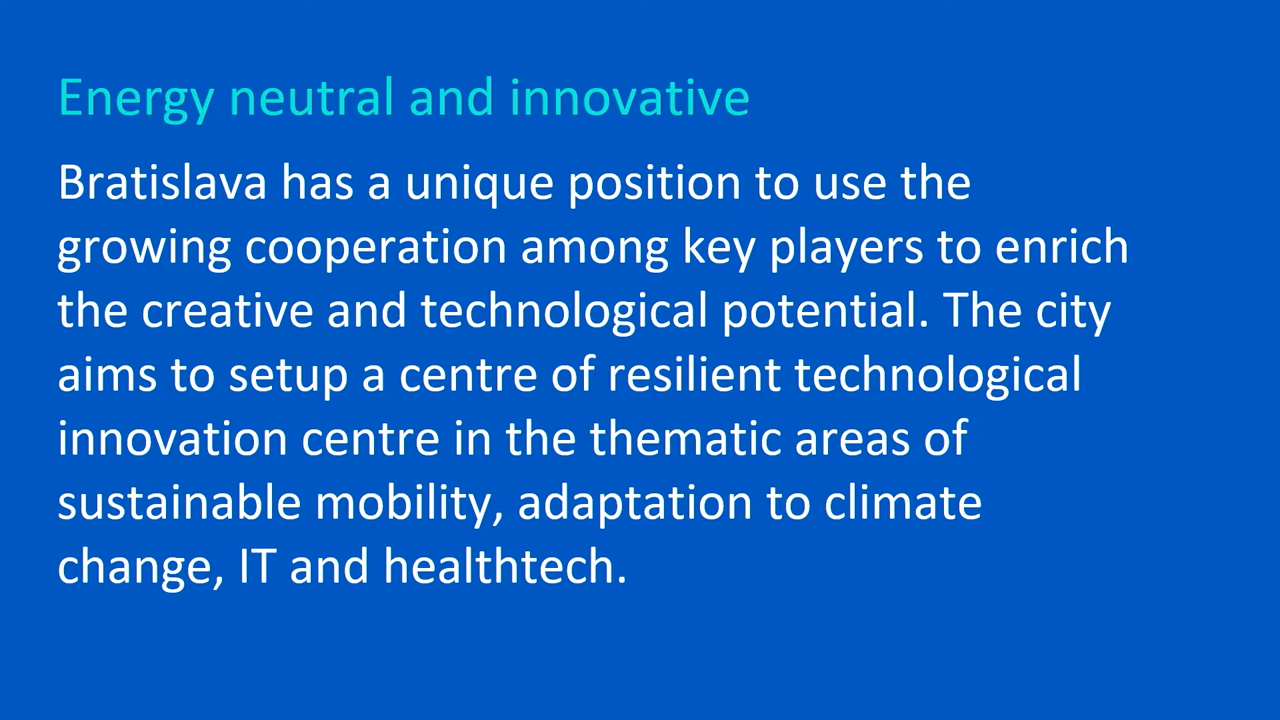 Energy neutral and innovative
Bratislava has a unique position to use the
growing cooperation among key players to enrich
the creative and technological potential. The city
aims to setup a centre of resilient technological
innovation centre in the thematic areas of
sustainable mobility, adaptation to climate
change, IT and healthtech.